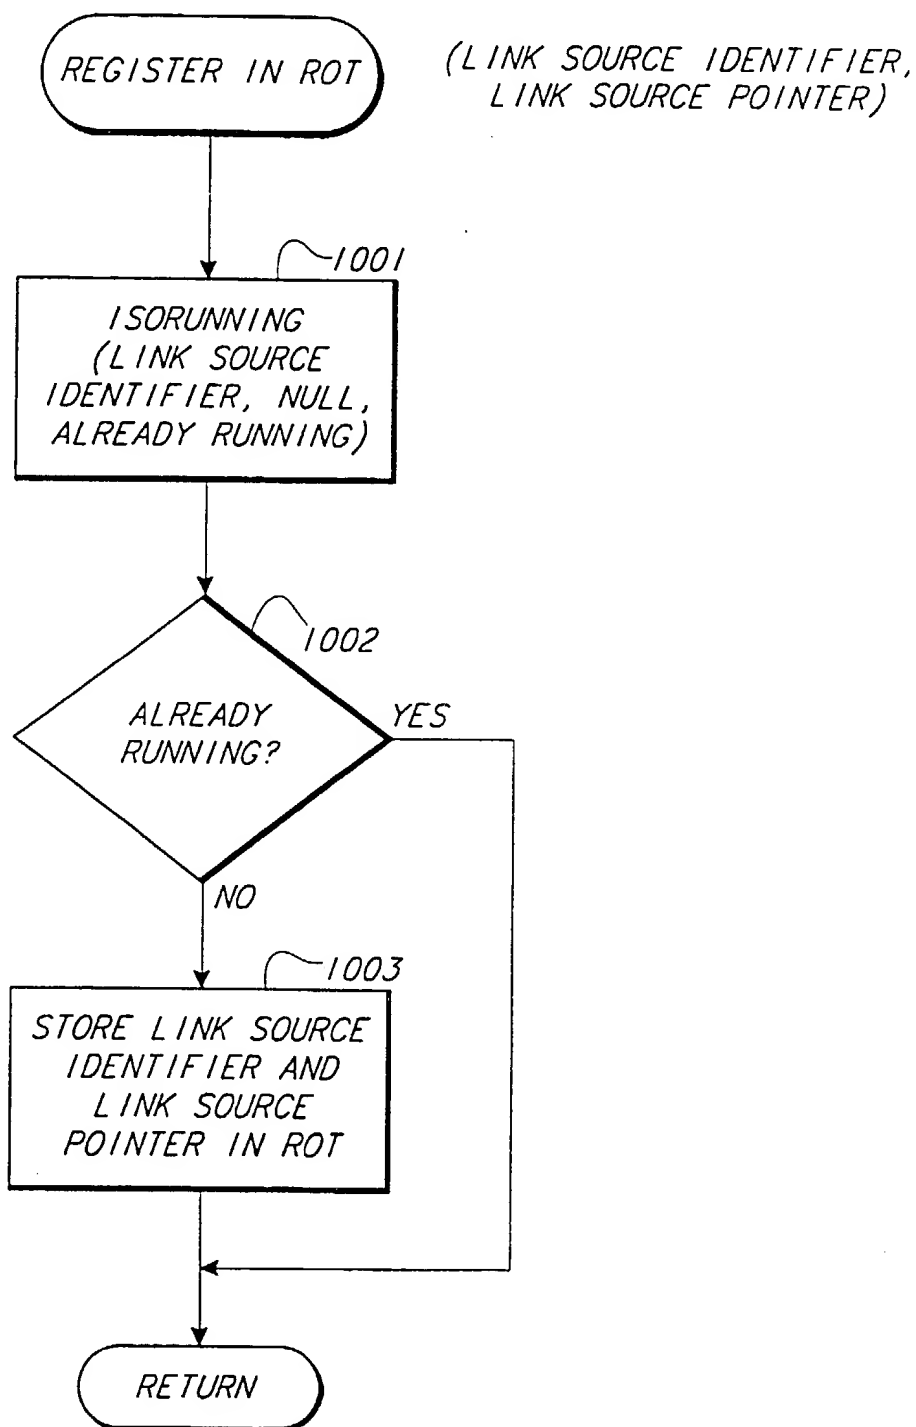 REGISTER IN ROT
(LINK SOURCE IDENTIFIER,
LINK SOURCE POINTER)
1001
ISORUNNING
(LINK SOURCE
IDENTIFIER, NULL,
ALREADY RUNNING)
1002
ALREADY
RUNNING?
YES
NO
1003
STORE LINK SOURCE
IDENTIFIER AND
LINK SOURCE
POINTER IN ROT
RETURN